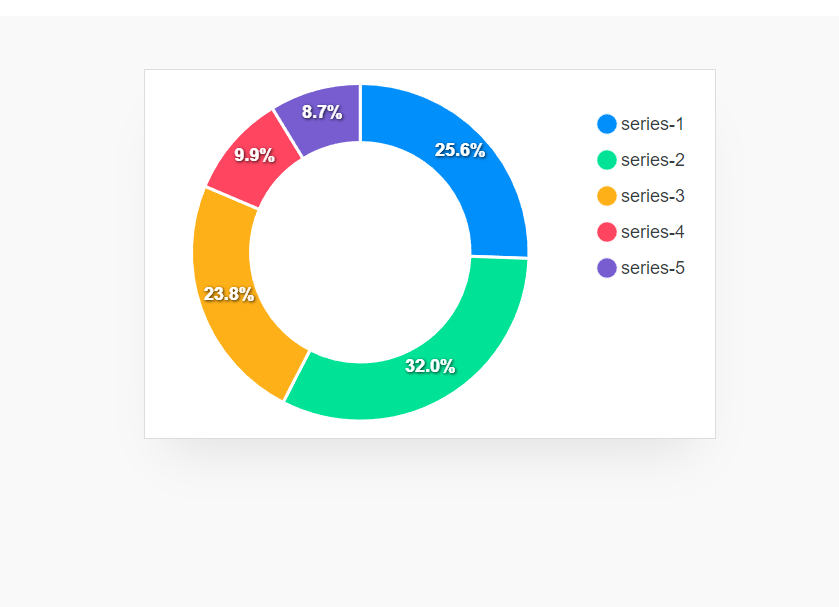 8.7%
25.6%
9.9%
23.8%
32.0%
series-1
series-2
series-3
series-4
series-5